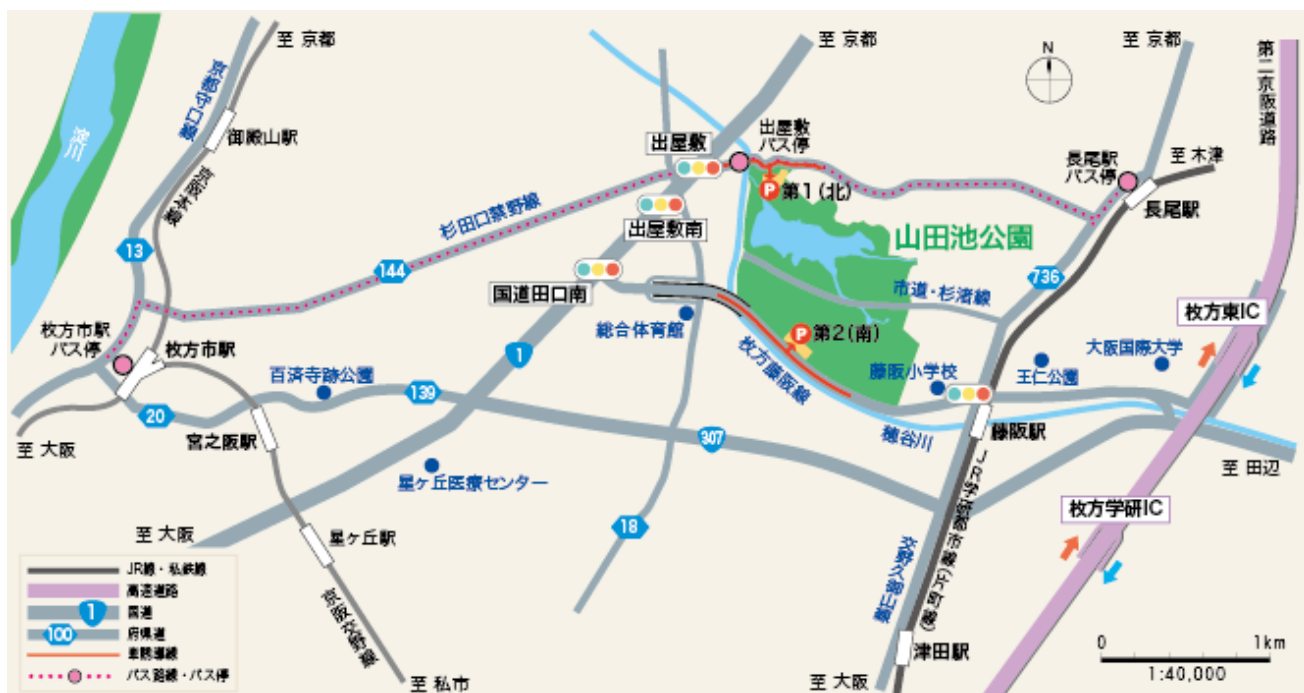 至 京都
至 京都
至 京都
第二京阪道路
N
京都守口線
淀川
御殿山駅
京阪本線
出屋敷
出屋敷
バス停
長尾駅
バス停
至 木津
長尾駅
P 第1(北)
杉田口禁野線
出屋敷南
山田池公園
13
144
国道田口南
736
市道・杉渚線
枚方東IC
総合体育館
P 第2(南)
枚方市駅
バス停
枚方市駅
1
枚方藤阪線
藤阪小学校
王仁公園
大阪国際大学
百済寺跡公園
139
20
宮之阪駅
307
穂谷川
藤阪駅
至 大阪
至 田辺
星ヶ丘医療センター
JR学研都市線(片町線)
枚方学研IC
18
至 大阪
星ヶ丘駅
交野久御山線
京阪交野線
JR線・私鉄線
高速道路
1
国道
100
府県道
車誘導線
バス路線・バス停
津田駅
0
1km
1:40,000
至 私市
至 大阪